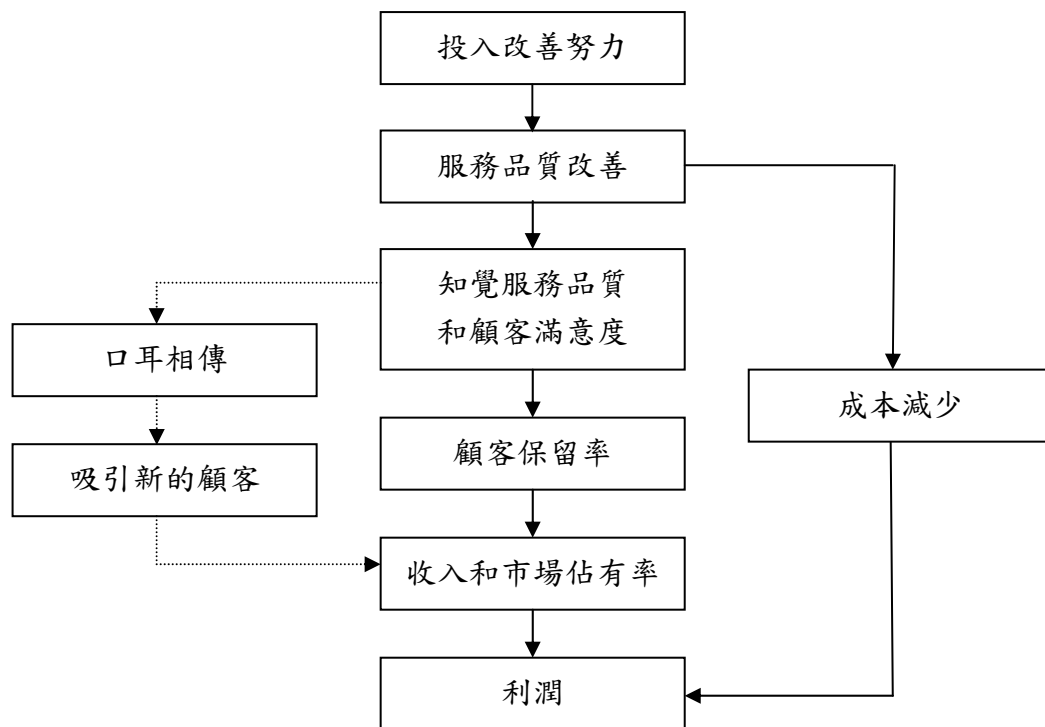 投入改善努力
服務品質改善
知覺服務品質
和顧客滿意度
口耳相傳
成本減少
顧客保留率
吸引新的顧客
收入和市場佔有率
利潤